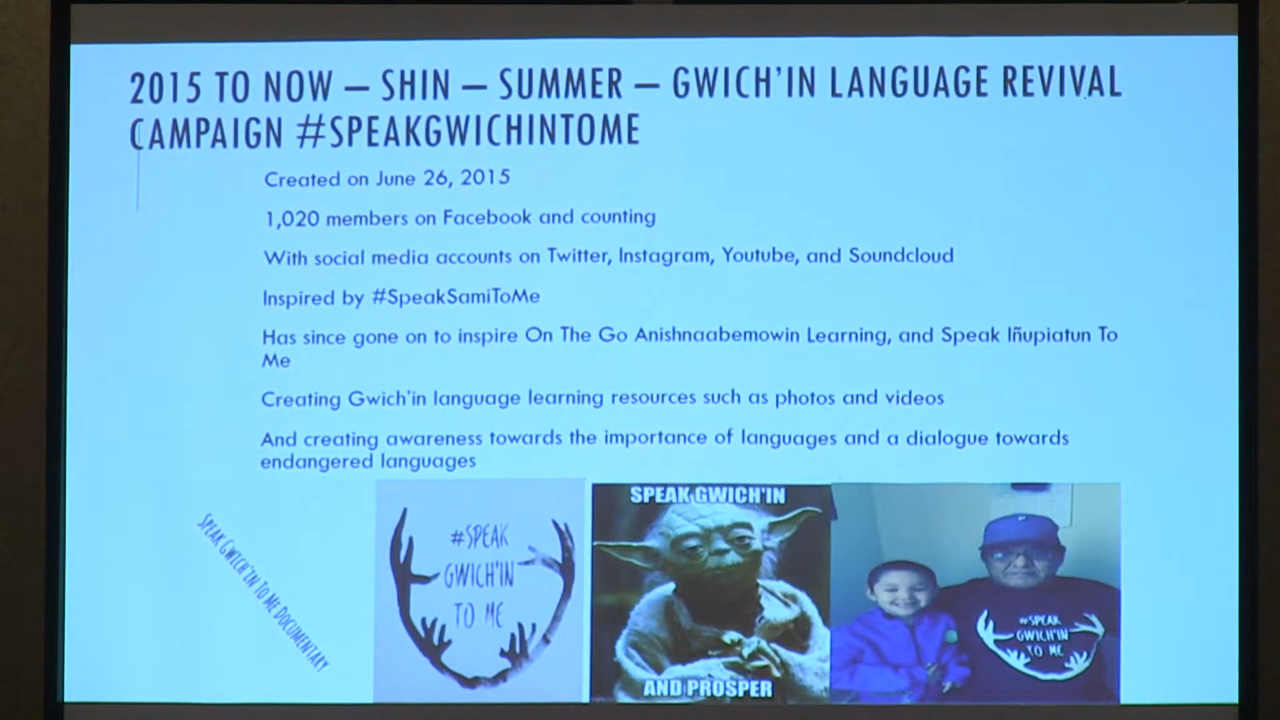 2015 TO NOW – SHIN – SUMMER – GWICH'IN LANGUAGE REVIVAL
CAMPAIGN #SPEAKGWICHINTOME
Created on June 26, 2015
1,020 members on Facebook and counting
With social media accounts on Twitter, Instagram, Youtube, and Soundcloud
Inspired by #SpeakSamiToMe
Has since gone on to inspire On The Go Anishnaabemowin Learning, and Speak Iñupiatun To
Me
Creating Gwich'in language learning resources such as photos and videos
And creating awareness towards the importance of languages and a dialogue towards
endangered languages
SPEAK GWICH'IN TO ME DOCUMENTARY
#SPEAK
GWICH'IN
TO ME
SPEAK GWICH'IN
AND PROSPER
#SPEAK
GWICH'IN
TO ME